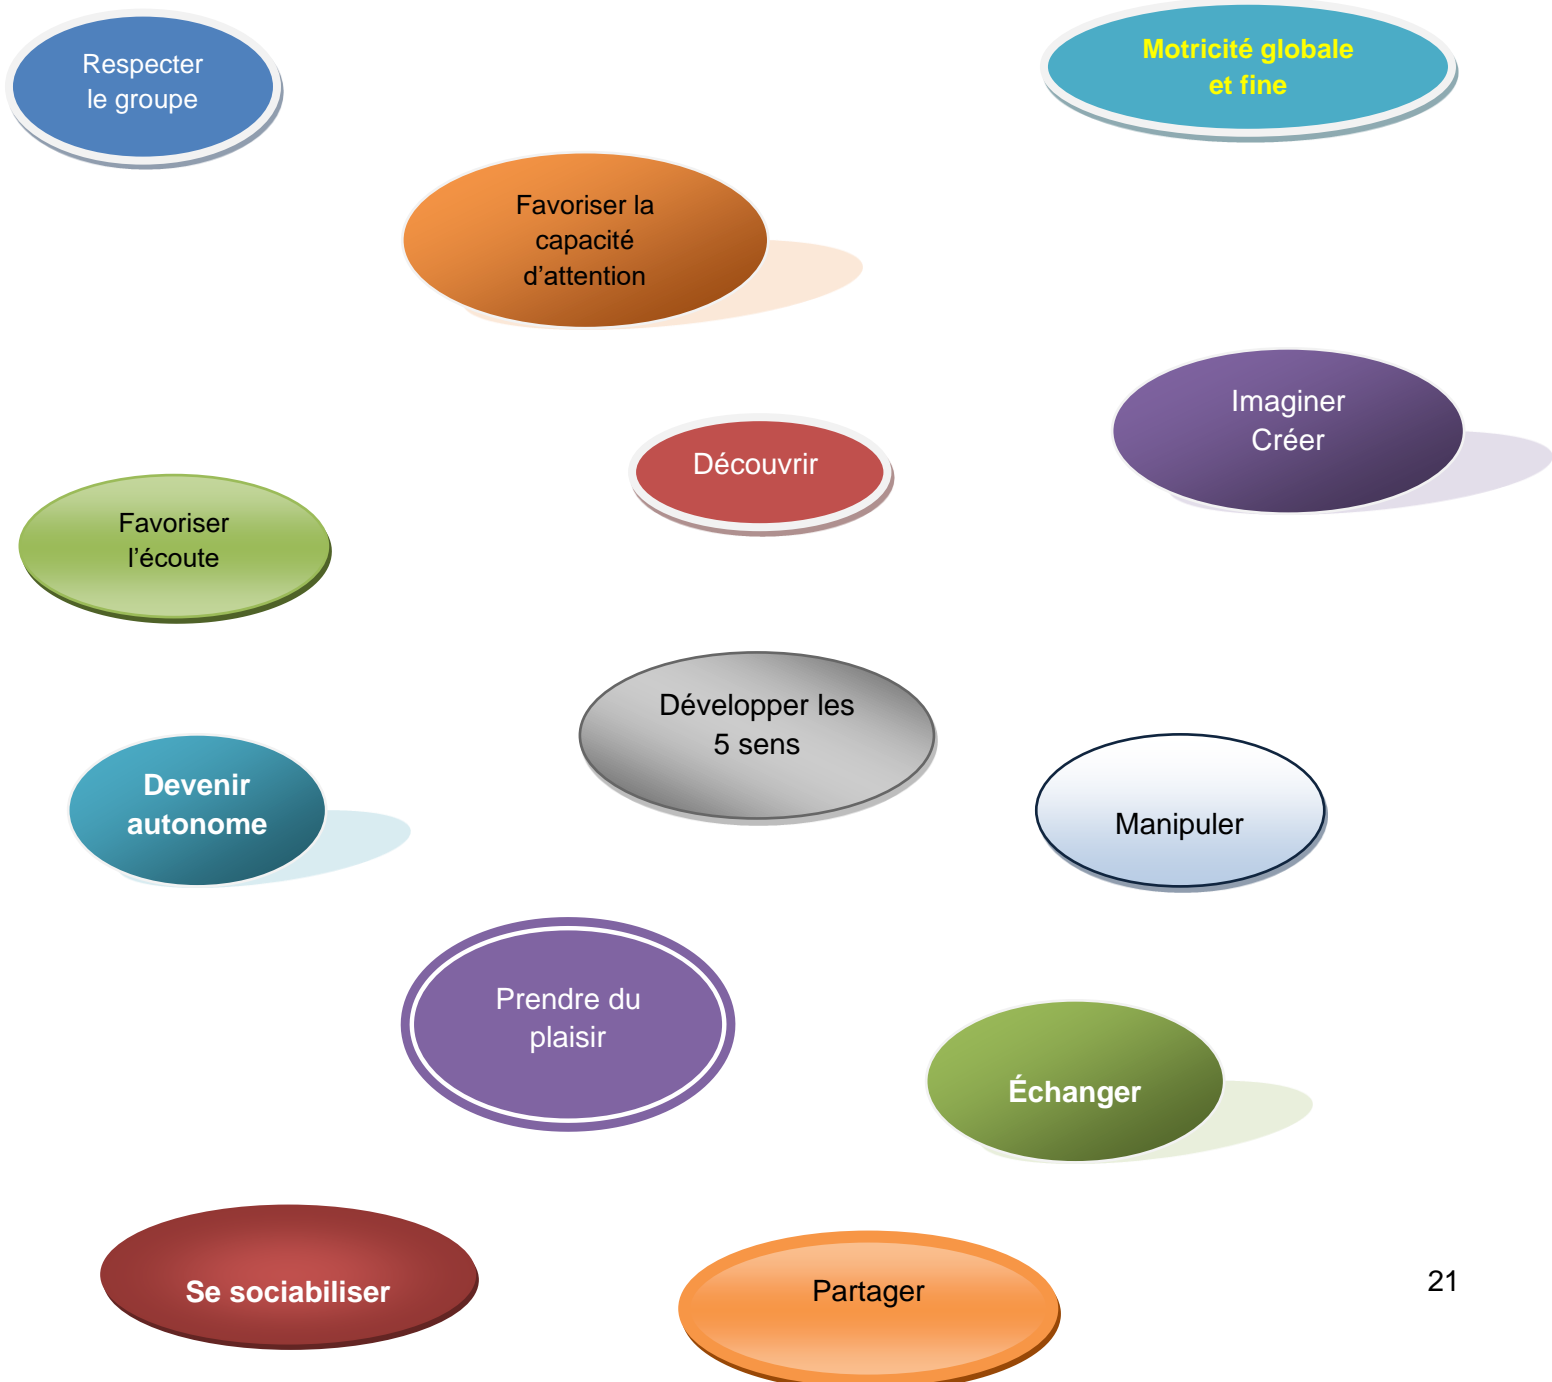 Respecter
le groupe
Motricité globale
et fine
Favoriser la
capacité
d’attention
Imaginer
Créer
Découvrir
Favoriser
l’écoute
Développer les
5 sens
Devenir
autonome
Manipuler
Prendre du
plaisir
Échanger
Se sociabiliser
Partager
21